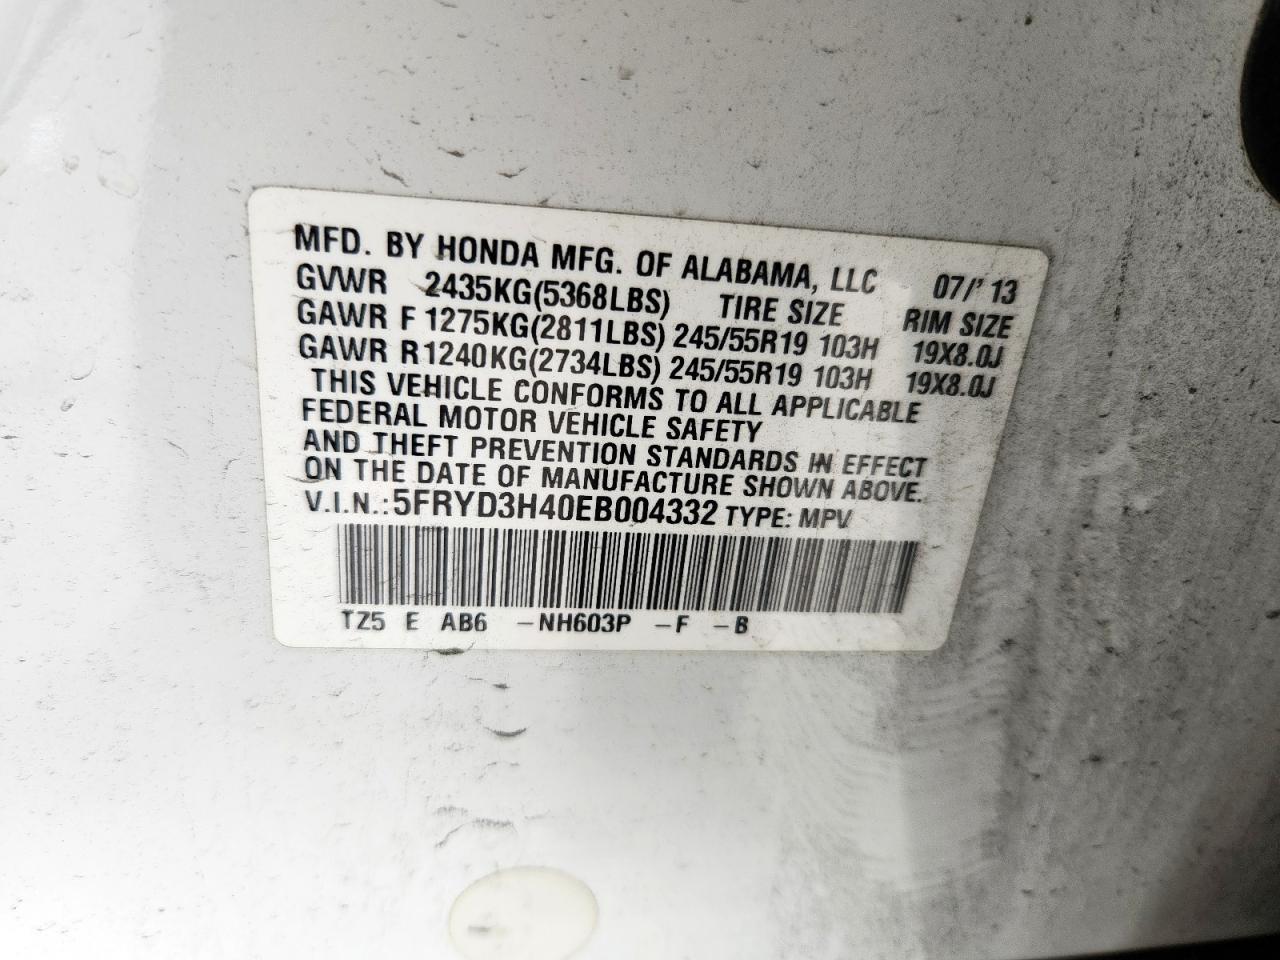 MFD. BY HONDA MFG. OF ALABAMA, LLC 07/'13
GVWR 2435KG(5368LBS) TIRE SIZE RIM SIZE
GAWR F 1275KG(2811LBS) 245/55R19 103H 19X8.0J
GAWR R 1240KG(2734LBS) 245/55R19 103H 19X8.0J
THIS VEHICLE CONFORMS TO ALL APPLICABLE
FEDERAL MOTOR VEHICLE SAFETY
AND THEFT PREVENTION STANDARDS IN EFFECT
ON THE DATE OF MANUFACTURE SHOWN ABOVE.
V.I.N.: 5FRYD3H40EB004332 TYPE: MPV
TZ5 E AB6 -NH603P -F -B